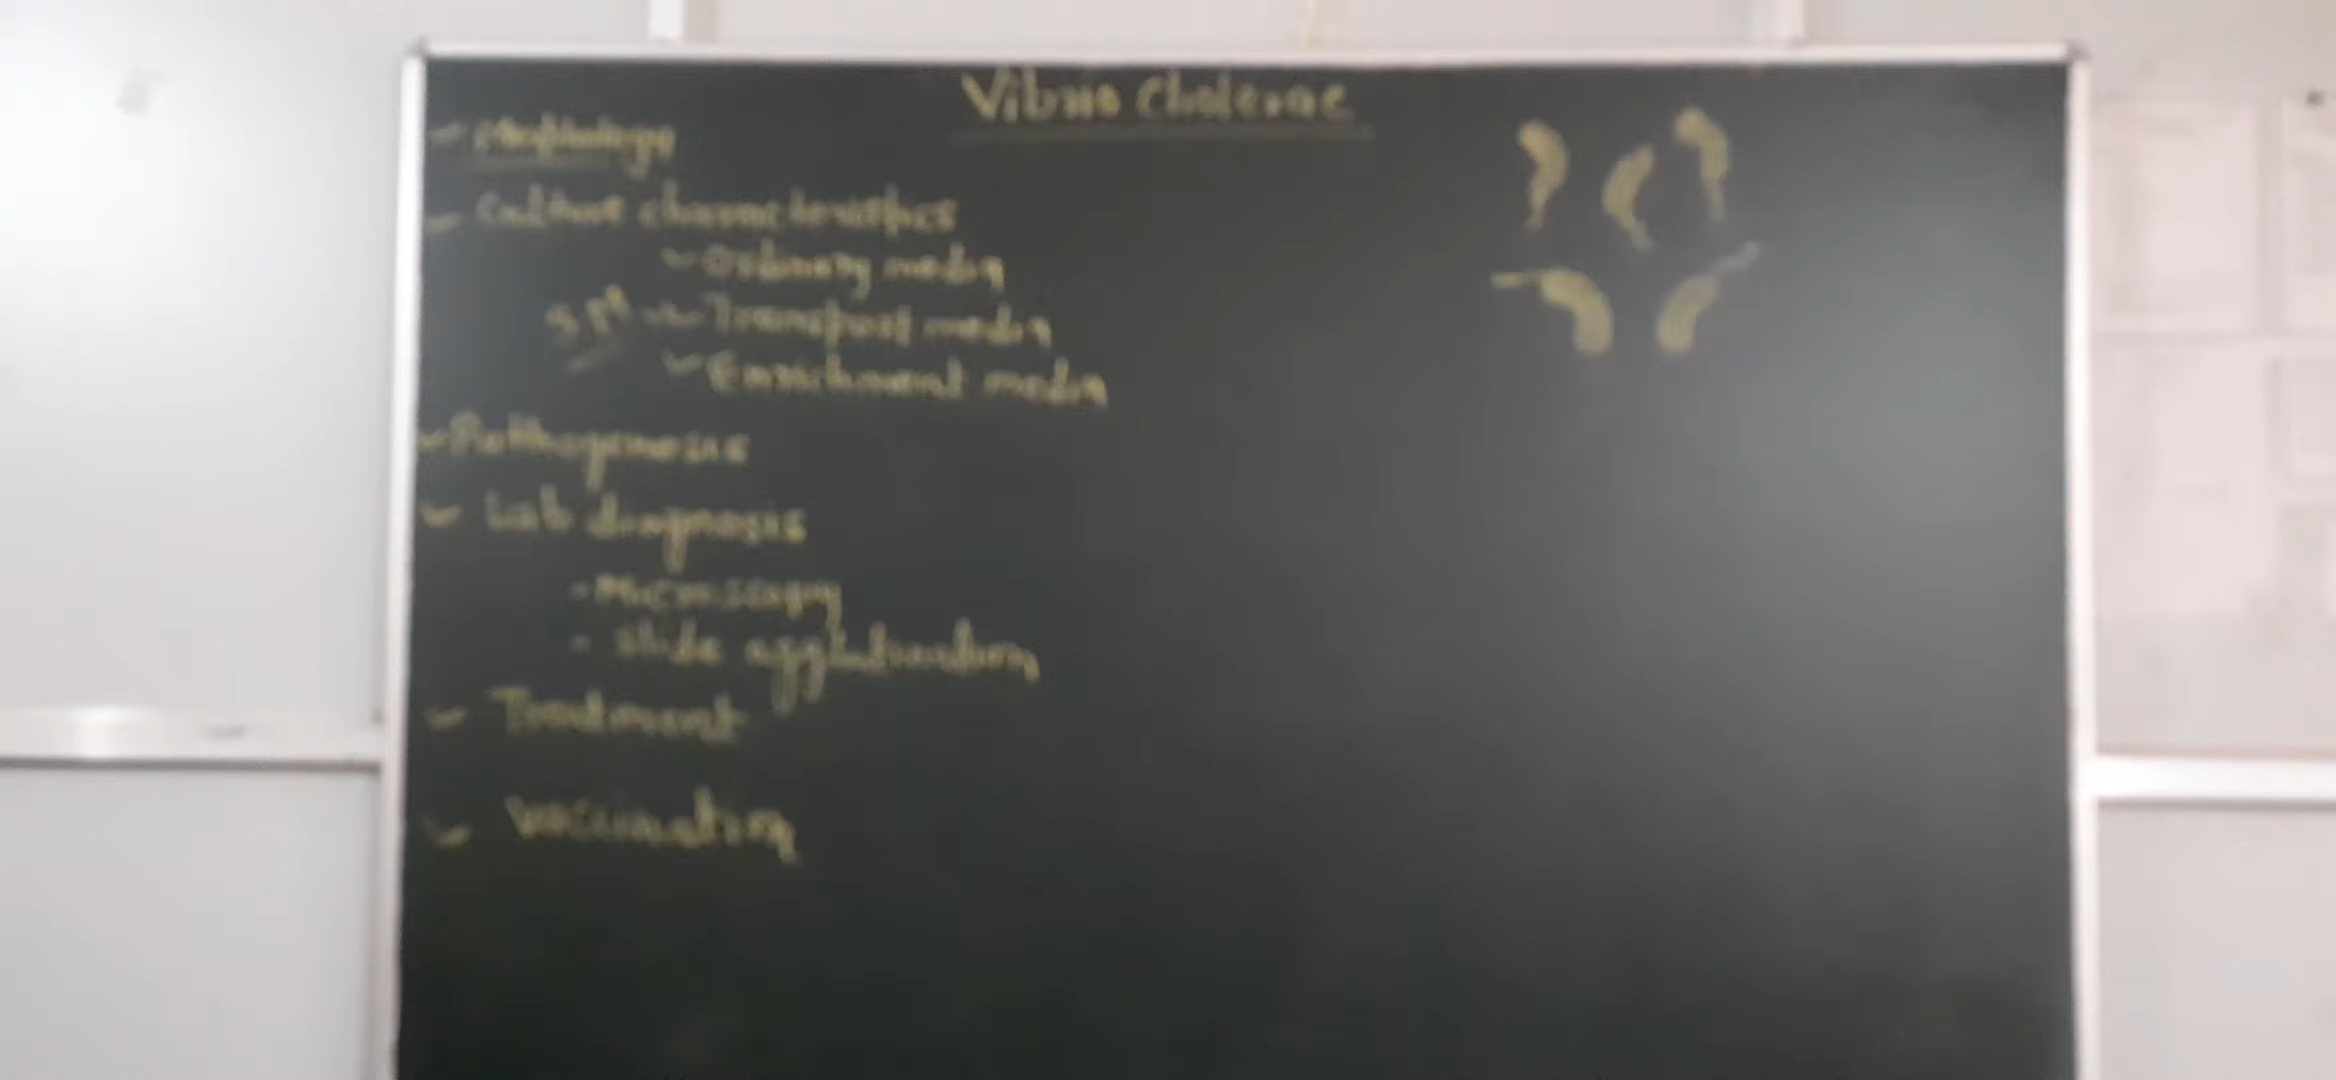 Vibrio Cholerae
- Morphology
- Culture characteristics
- Ordinary media
S.M - Transport media
- Enrichment media
- Pathogenesis
- Lab diagnosis
- Microscopy
- Slide agglutination
- Treatment
- Vaccination